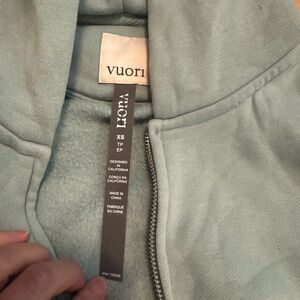 vuori
vuori
XS
TP
EP
DESIGNED
IN
CALIFORNIA
CONÇU EN
CALIFORNIE
MADE IN
CHINA
FABRIQUÉ
EN CHINE